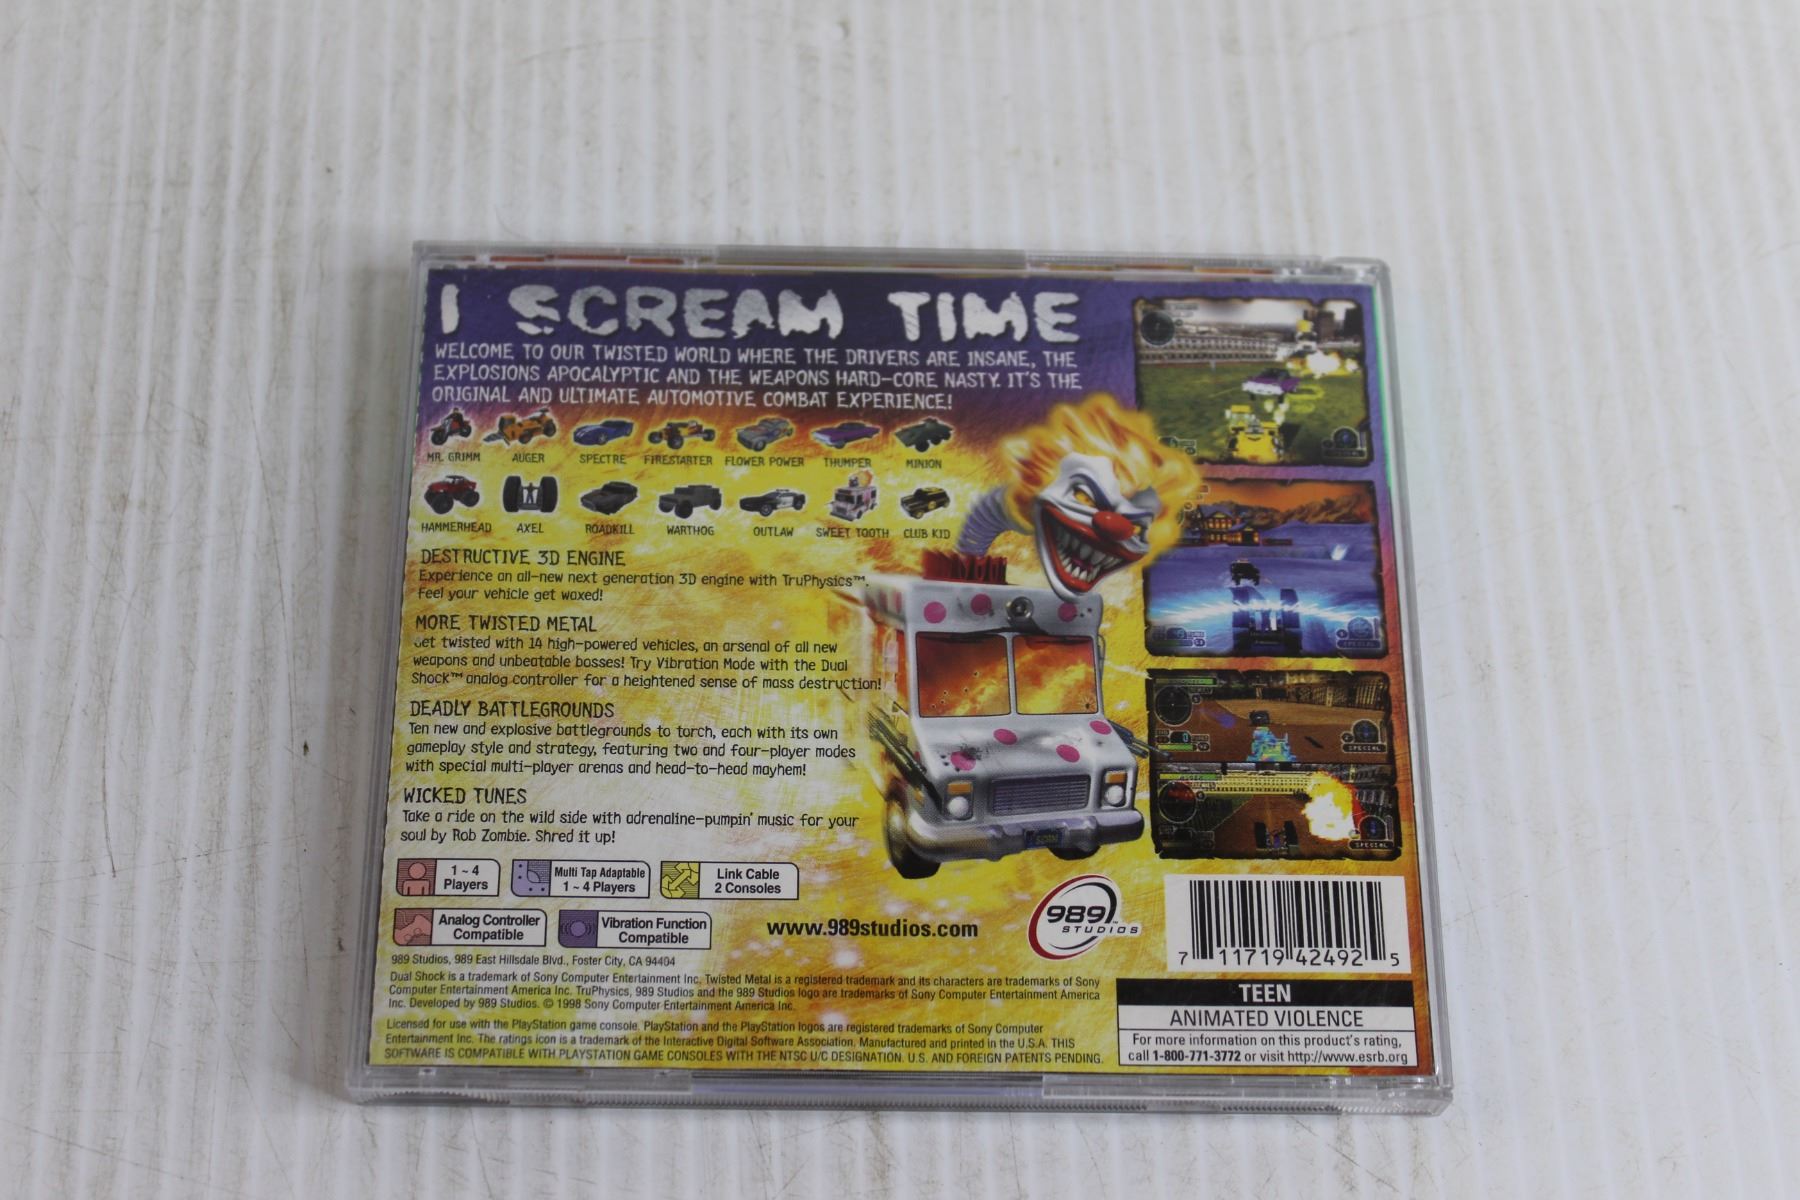 I SCREAM TIME
WELCOME TO OUR TWISTED WORLD WHERE THE DRIVERS ARE INSANE, THE
EXPLOSIONS APOCALYPTIC AND THE WEAPONS HARD-CORE NASTY. IT'S THE
ORIGINAL AND ULTIMATE AUTOMOTIVE COMBAT EXPERIENCE!
MR. GRIMM AUGER SPECTRE FIRESTARTER FLOWER POWER THUMPER MINION
HAMMERHEAD AXEL ROADKILL WARTHOG OUTLAW SWEET TOOTH CLUB KID
DESTRUCTIVE 3D ENGINE
Experience an all-new next generation 3D engine with TruPhysics™.
Feel your vehicle get waxed!
MORE TWISTED METAL
Get twisted with 14 high-powered vehicles, an arsenal of all new
weapons and unbeatable bosses! Try Vibration Mode with the Dual
Shock™ analog controller for a heightened sense of mass destruction!
DEADLY BATTLEGROUNDS
Ten new and explosive battlegrounds to torch, each with its own
gameplay style and strategy, featuring two and four-player modes
with special multi-player arenas and head-to-head mayhem!
WICKED TUNES
Take a ride on the wild side with adrenaline-pumpin' music for your
soul by Rob Zombie. Shred it up!
1 ~ 4
Players
Multi Tap Adaptable
1 ~ 4 Players
Link Cable
2 Consoles
Analog Controller
Compatible
Vibration Function
Compatible
www.989studios.com
989
STUDIOS
SPECIAL
SPECIAL
SPECIAL
7 11719 42492 5
989 Studios, 989 East Hillsdale Blvd., Foster City, CA 94404
Dual Shock is a trademark of Sony Computer Entertainment Inc. Twisted Metal is a registered trademark and its characters are trademarks of Sony
Computer Entertainment America Inc. TruPhysics, 989 Studios and the 989 Studios logo are trademarks of Sony Computer Entertainment America
Inc. Developed by 989 Studios. © 1998 Sony Computer Entertainment America Inc.
Licensed for use with the PlayStation game console. PlayStation and the PlayStation logos are registered trademarks of Sony Computer
Entertainment Inc. The ratings icon is a trademark of the Interactive Digital Software Association. Manufactured and printed in the U.S.A. THIS
SOFTWARE IS COMPATIBLE WITH PLAYSTATION GAME CONSOLES WITH THE NTSC U/C DESIGNATION. U.S. AND FOREIGN PATENTS PENDING.
TEEN
ANIMATED VIOLENCE
For more information on this product's rating,
call 1-800-771-3772 or visit http://www.esrb.org